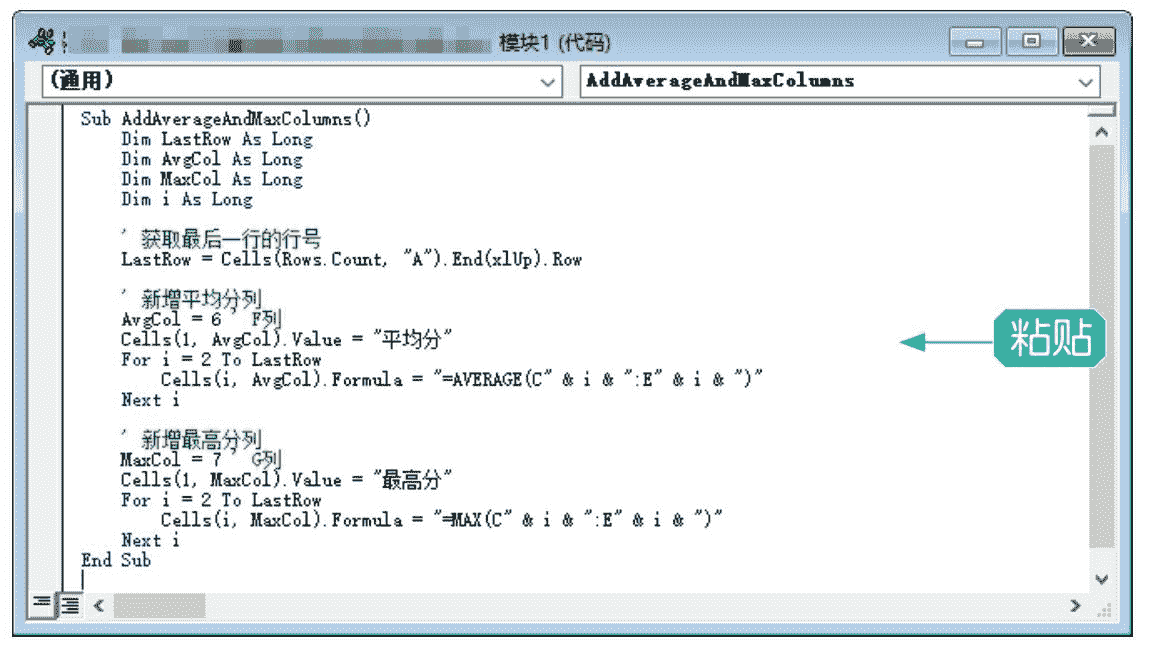 模块1 (代码)
(通用)
AddAverageAndMaxColumns
Sub AddAverageAndMaxColumns()
Dim LastRow As Long
Dim AvgCol As Long
Dim MaxCol As Long
Dim i As Long
' 获取最后一行的行号
LastRow = Cells(Rows.Count, "A").End(xlUp).Row
' 新增平均分列
AvgCol = 6 ' F列
Cells(1, AvgCol).Value = "平均分"
For i = 2 To LastRow
Cells(i, AvgCol).Formula = "=AVERAGE(C" & i & ":E" & i & ")"
Next i
' 新增最高分列
MaxCol = 7 ' G列
Cells(1, MaxCol).Value = "最高分"
For i = 2 To LastRow
Cells(i, MaxCol).Formula = "=MAX(C" & i & ":E" & i & ")"
Next i
End Sub
粘贴